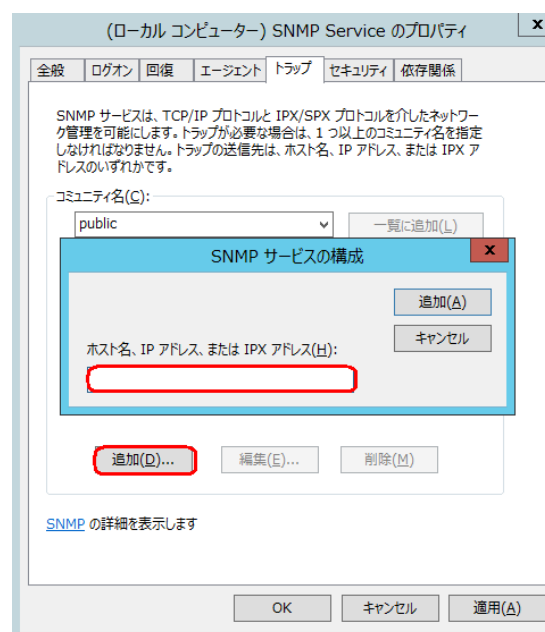 (ローカル コンピューター) SNMP Service のプロパティ
x
全般 ログオン 回復 エージェント トラップ セキュリティ 依存関係
SNMP サービスは、TCP/IP プロトコルと IPX/SPX プロトコルを介したネットワー
ク管理を可能にします。トラップが必要な場合は、1 つ以上のコミュニティ名を指定
しなければなりません。トラップの送信先は、ホスト名、IP アドレス、または IPX ア
ドレスのいずれかです。
コミュニティ名(C):
public
一覧に追加(L)
SNMP サービスの構成
x
追加(A)
キャンセル
ホスト名、IP アドレス、または IPX アドレス(H):
追加(D)... 編集(E)... 削除(M)
SNMP の詳細を表示します
OK キャンセル 適用(A)